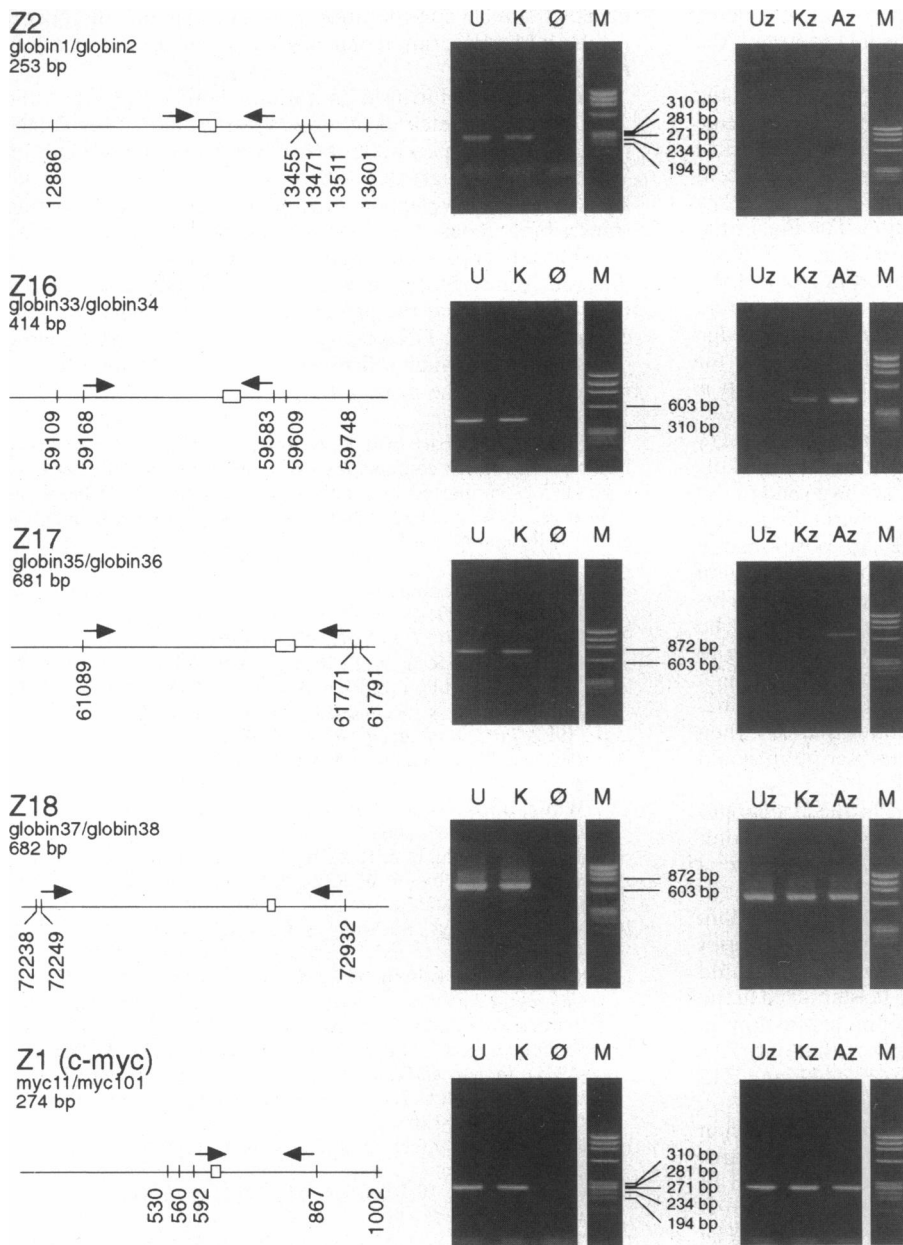 Z2
globin1/globin2
253 bp
12886 13455 13471 13511 13601
U K Ø M
310 bp
281 bp
271 bp
234 bp
194 bp
Uz Kz Az M
Z16
globin33/globin34
414 bp
59109 59168 59583 59609 59748
U K Ø M
603 bp
310 bp
Uz Kz Az M
Z17
globin35/globin36
681 bp
61089 61771 61791
U K Ø M
872 bp
603 bp
Uz Kz Az M
Z18
globin37/globin38
682 bp
72238 72249 72932
U K Ø M
872 bp
603 bp
Uz Kz Az M
Z1 (c-myc)
myc11/myc101
274 bp
530 560 592 867 1002
U K Ø M
310 bp
281 bp
271 bp
234 bp
194 bp
Uz Kz Az M